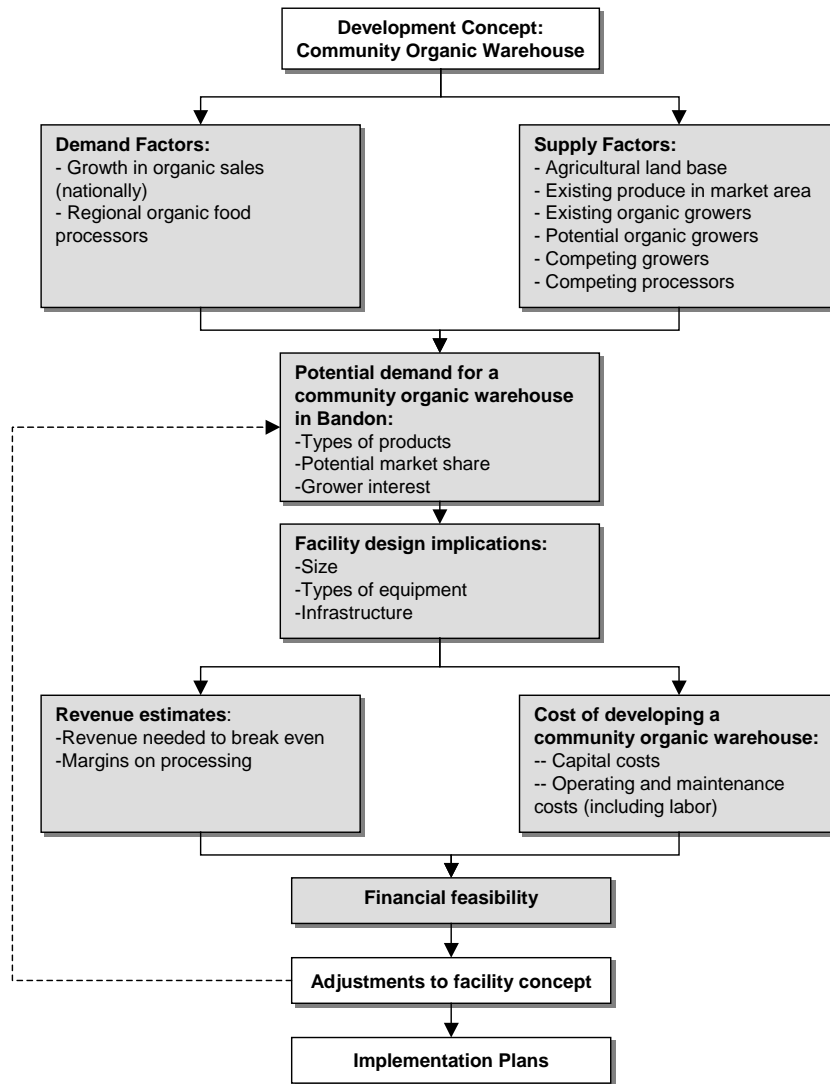 Development Concept:
Community Organic Warehouse
Demand Factors:
- Growth in organic sales
(nationally)
- Regional organic food
processors
Supply Factors:
- Agricultural land base
- Existing produce in market area
- Existing organic growers
- Potential organic growers
- Competing growers
- Competing processors
Potential demand for a
community organic warehouse
in Bandon:
-Types of products
-Potential market share
-Grower interest
Facility design implications:
-Size
-Types of equipment
-Infrastructure
Revenue estimates:
-Revenue needed to break even
-Margins on processing
Cost of developing a
community organic warehouse:
-- Capital costs
-- Operating and maintenance
costs (including labor)
Financial feasibility
Adjustments to facility concept
Implementation Plans